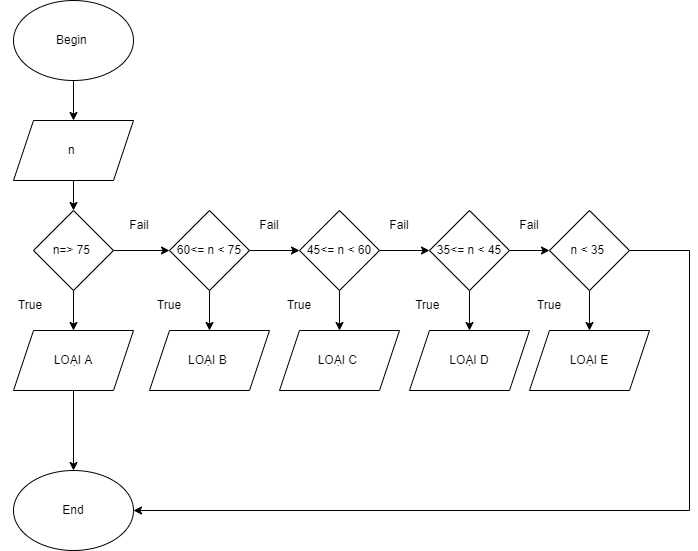 Begin
n
Fail
Fail
Fail
Fail
n=> 75
60<= n < 75
45<= n < 60
35<= n < 45
n < 35
True
True
True
True
True
LOẠI A
LOẠI B
LOẠI C
LOẠI D
LOẠI E
End